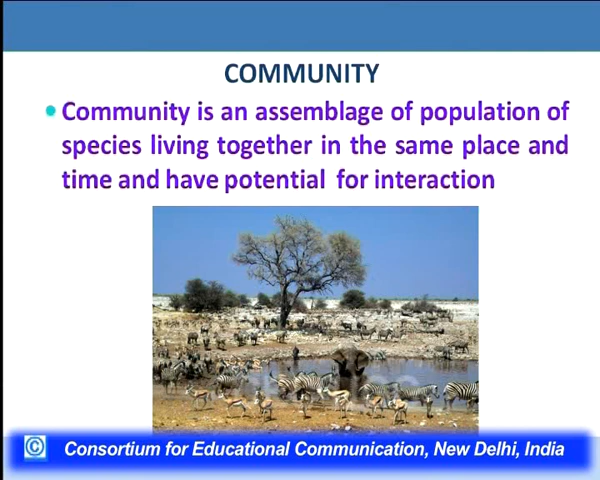 COMMUNITY
• Community is an assemblage of population of
species living together in the same place and
time and have potential for interaction
© Consortium for Educational Communication, New Delhi, India